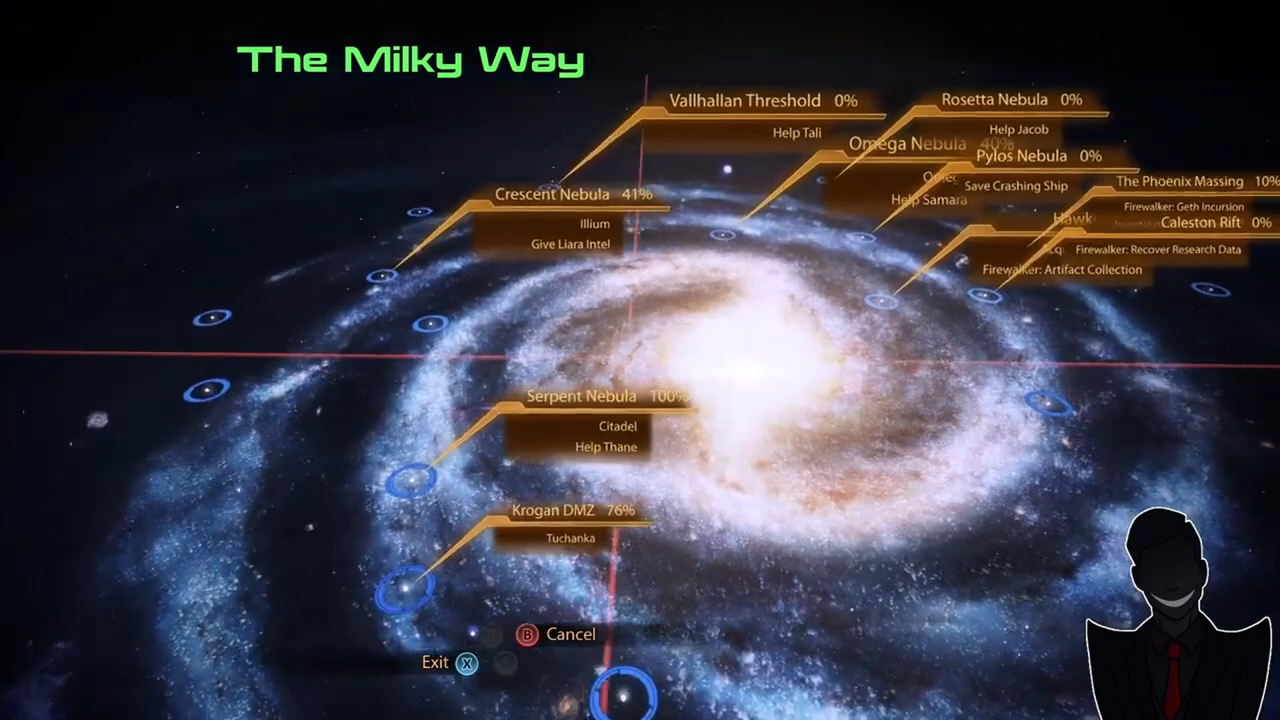 The Milky Way
Vallhallan Threshold 0%
Help Tali
Rosetta Nebula 0%
Help Jacob
Omega Nebula 40%
Help Samara
Pylos Nebula 0%
Save Crashing Ship
The Phoenix Massing 10%
Firewalker: Geth Incursion
Caleston Rift 0%
Firewalker: Recover Research Data
Firewalker: Artifact Collection
Crescent Nebula 41%
Illium
Give Liara Intel
Serpent Nebula 100%
Citadel
Help Thane
Krogan DMZ 76%
Tuchanka
B Cancel
Exit X